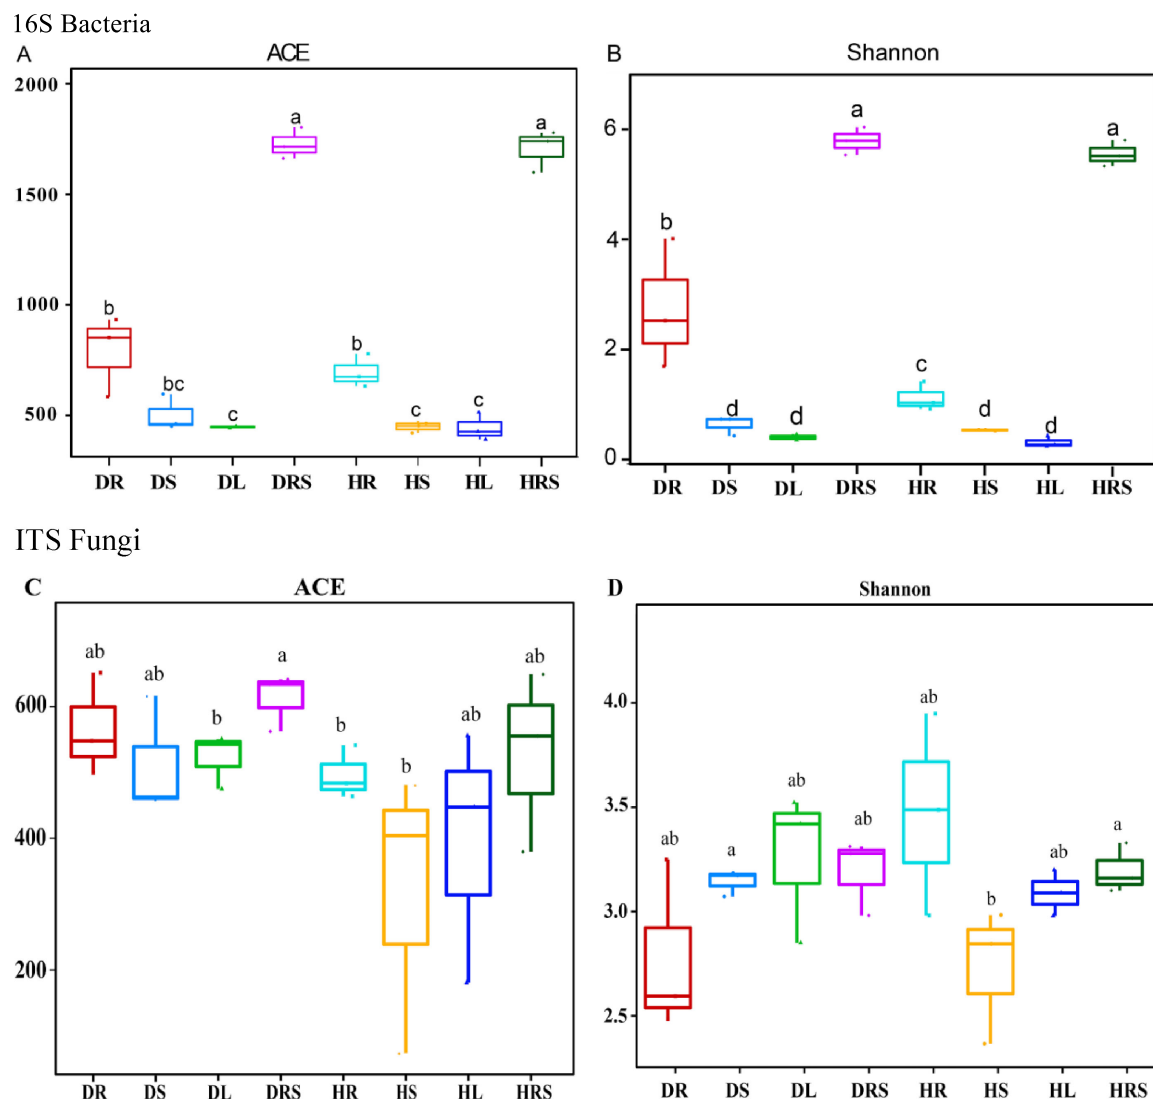 16S Bacteria
A ACE
2000
1500
1000
500
b bc c a b c c a
DR DS DL DRS HR HS HL HRS
B Shannon
6
4
2
0
b d d a c d d a
DR DS DL DRS HR HS HL HRS
ITS Fungi
C ACE
600
400
200
ab ab b a b b ab ab
DR DS DL DRS HR HS HL HRS
D Shannon
4.0
3.5
3.0
2.5
ab a ab ab ab b ab a
DR DS DL DRS HR HS HL HRS